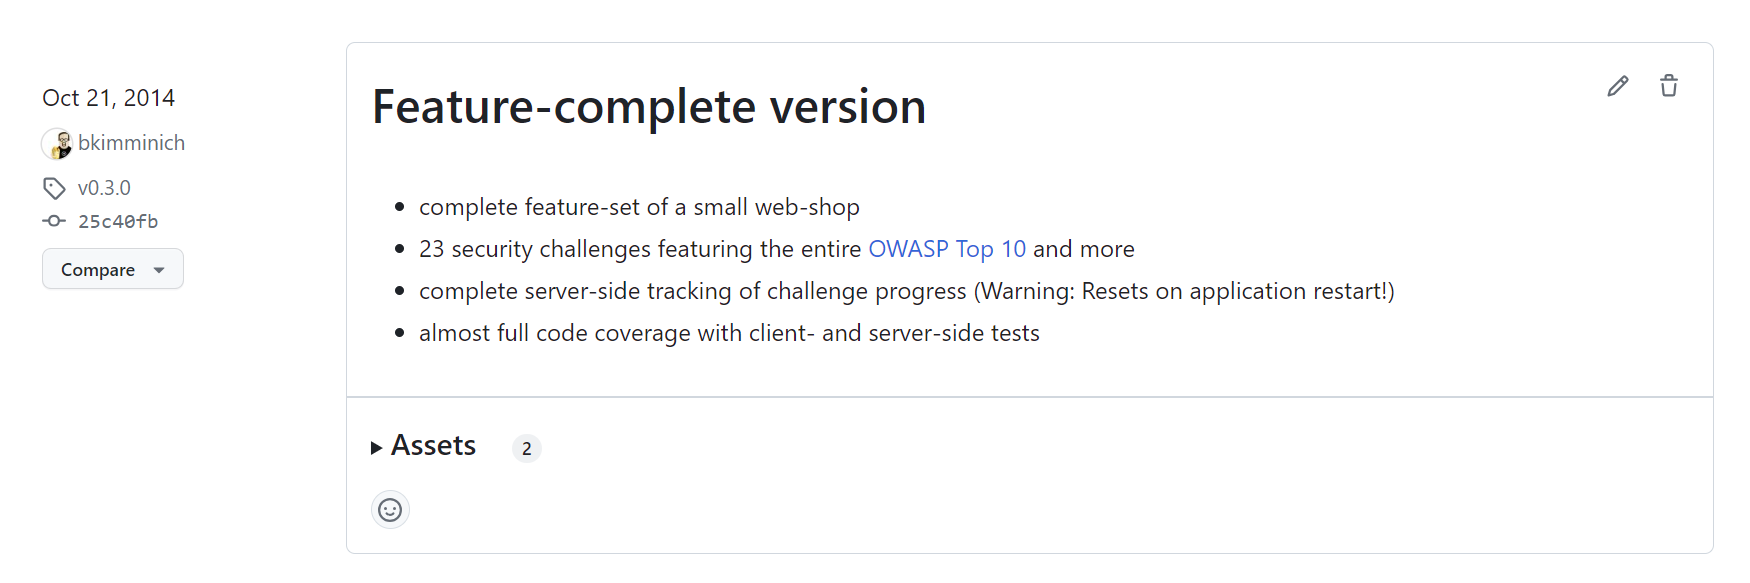 Oct 21, 2014
bkimminich
v0.3.0
25c40fb
Compare
Feature-complete version
complete feature-set of a small web-shop
23 security challenges featuring the entire OWASP Top 10 and more
complete server-side tracking of challenge progress (Warning: Resets on application restart!)
almost full code coverage with client- and server-side tests
Assets 2